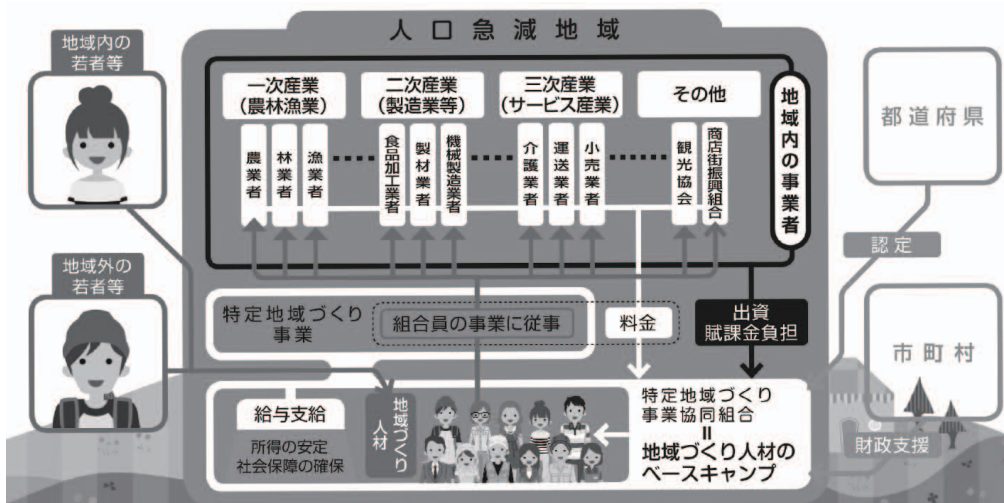 人口急減地域
地域内の
若者等
一次産業
(農林漁業)
二次産業
(製造業等)
三次産業
(サービス産業)
その他
地域内の事業者
農業者
林業者
漁業者
食品加工業者
製材業者
機械製造業者
介護業者
運送業者
小売業者
観光協会
商店街振興組合
都道府県
認定
地域外の
若者等
特定地域づくり
事業
組合員の事業に従事
料金
出資
賦課金負担
市町村
財政支援
給与支給
所得の安定
社会保障の確保
地域づくり
人材
特定地域づくり
事業協同組合
=
地域づくり人材の
ベースキャンプ